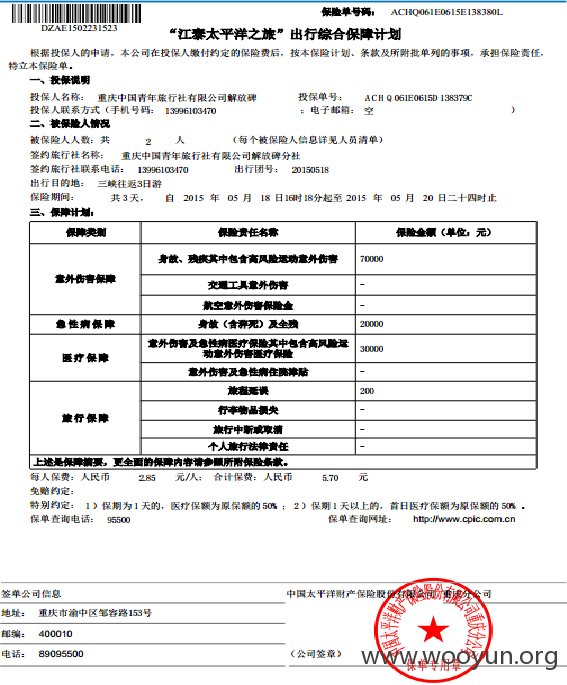 保险单号码: ACHQ061E0615E138380L
DZAE1502231523
“江泰太平洋之旅”出行综合保障计划
根据投保人的申请,本公司在投保人缴付约定的保险费后,按本保险计划、条款及所附批单列的事项,承担保险责任,
特立本保险单。
一、投保说明
投保人名称: 重庆中国青年旅行社有限公司解放碑 投保单号: ACHQ061E0615D138379C
投保人联系方式(手机号码: 13996103470 ;电子邮箱: 空 )
二、被保险人情况
被保险人人数:共 2 人 (每个被保险人信息详见人员清单)
签约旅行社名称: 重庆中国青年旅行社有限公司解放碑分社
签约旅行社联系电话: 13996103470 出行团号: 20150518
出行目的地: 三峡往返3日游
保险期间: 共3天, 自 2015 年 05 月 18 日16时18分起至2015 年 05 月 20日二十四时止
三、保障计划:
保障类别 保险责任名称 保险金额(单位:元)
意外伤害保障 身故、残疾其中包含高风险运动意外伤害 70000
交通工具意外伤害 -
航空意外伤害保险金 -
急性病保障 身故(含猝死)及全残 20000
医疗保障 意外伤害及急性病医疗保险其中包含高风险运
动意外伤害医疗保险 30000
意外伤害及急性病住院津贴 -
旅行保障 旅程延误 200
行李物品损失 -
旅行中断或取消 -
个人旅行法律责任 -
上述是保障摘要,更全面的保障内容请参照所附保险条款。
每人保费:人民币 2.85 元/人; 合计保费:人民币 5.70 元
免赔约定:
特别约定: 1)保期为1天的,医疗保额为原保额的50%;2)保期1天以上的,首日医疗保额为原保额的50%。
保单查询电话: 95500 保单查询网址: http://www.cpic.com.cn
签单公司信息 中国太平洋财产保险股份有限公司 重庆分公司
地址: 重庆市渝中区邹容路153号
邮编: 400010
电话: 89095500 (公司签章)
中国太平洋财产保险股份有限公司重庆分公司
保单专用章
www.wooyun.org